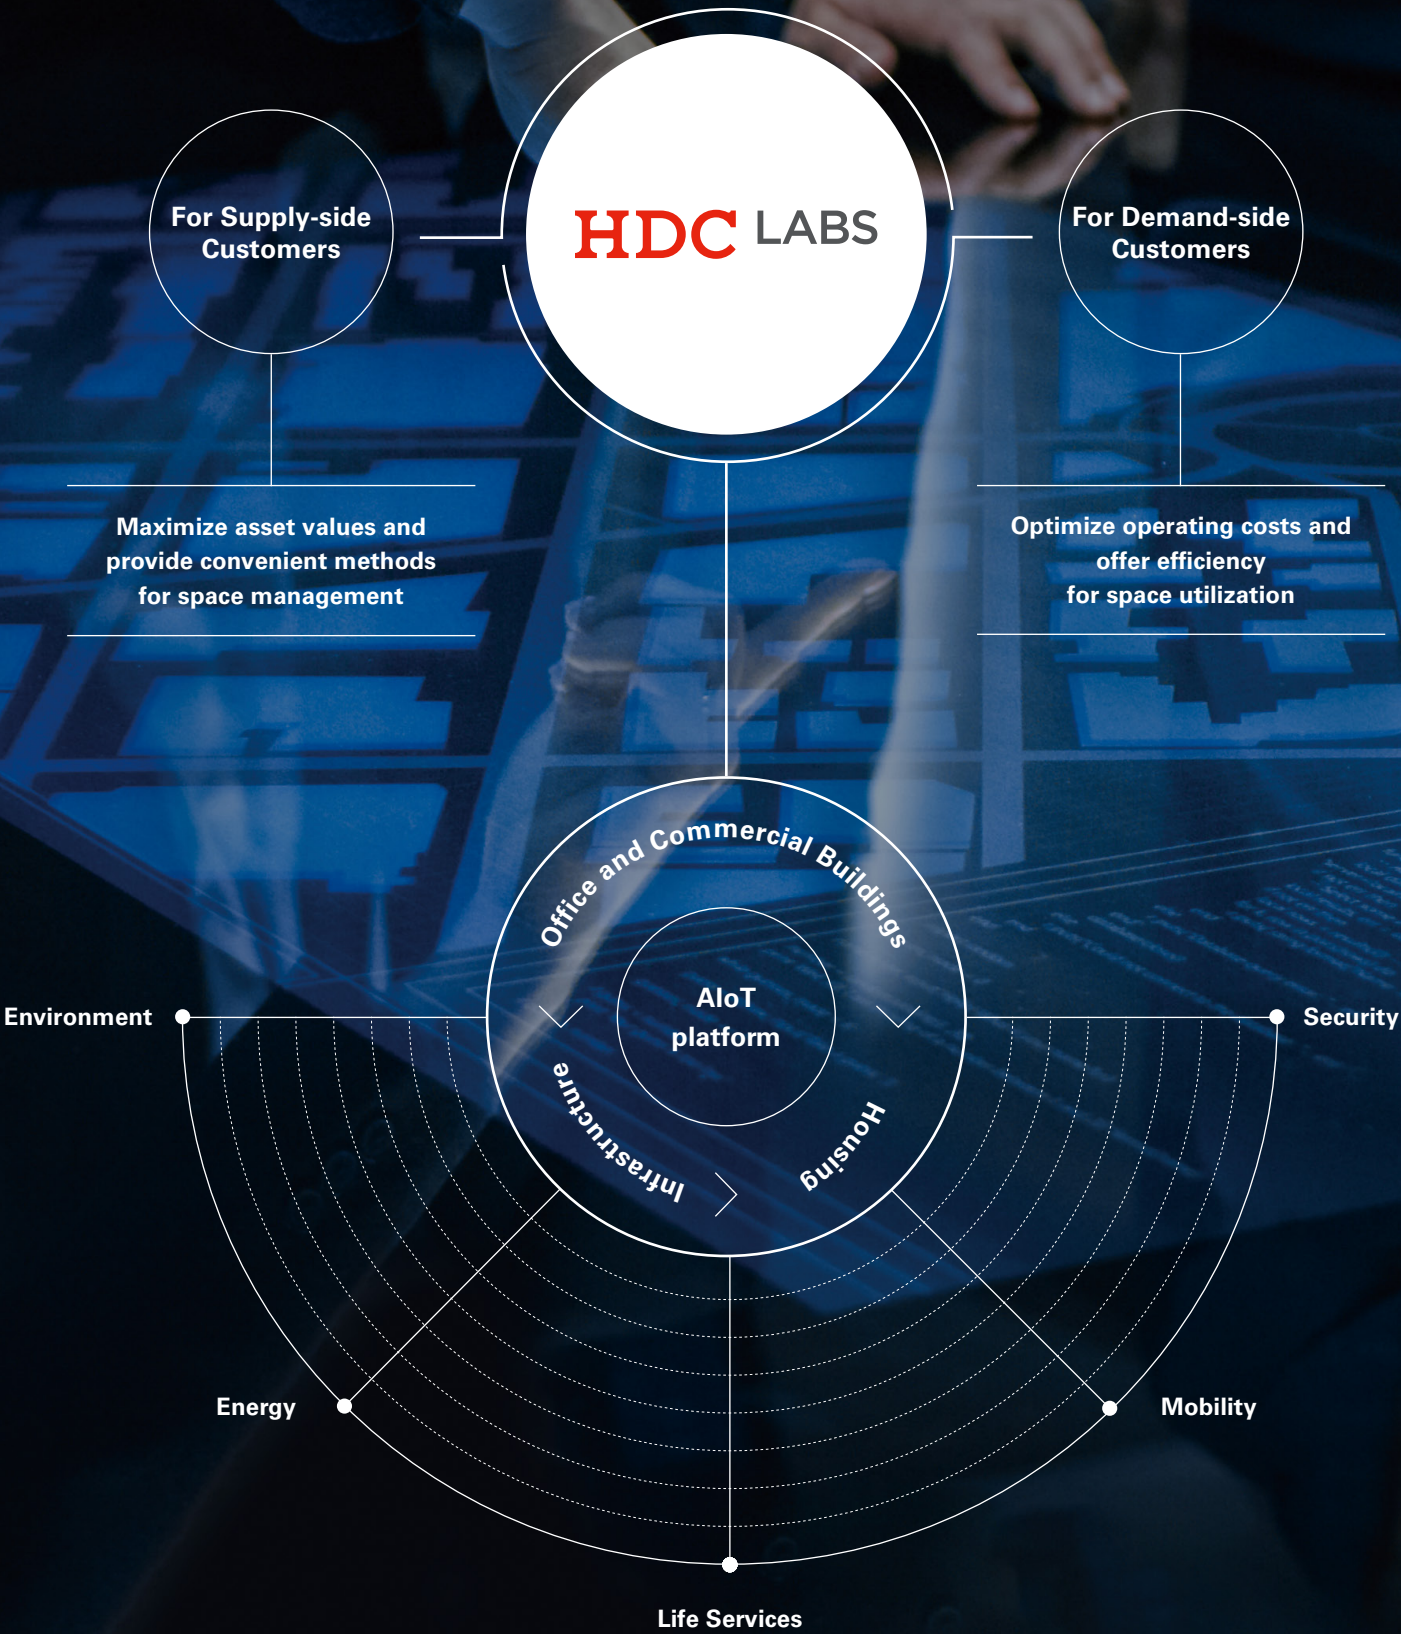 HDC LABS
For Supply-side
Customers
For Demand-side
Customers
Maximize asset values and
provide convenient methods
for space management
Optimize operating costs and
offer efficiency
for space utilization
Office and Commercial Buildings
AIoT
platform
Infrastructure
Housing
Environment
Security
Energy
Mobility
Life Services